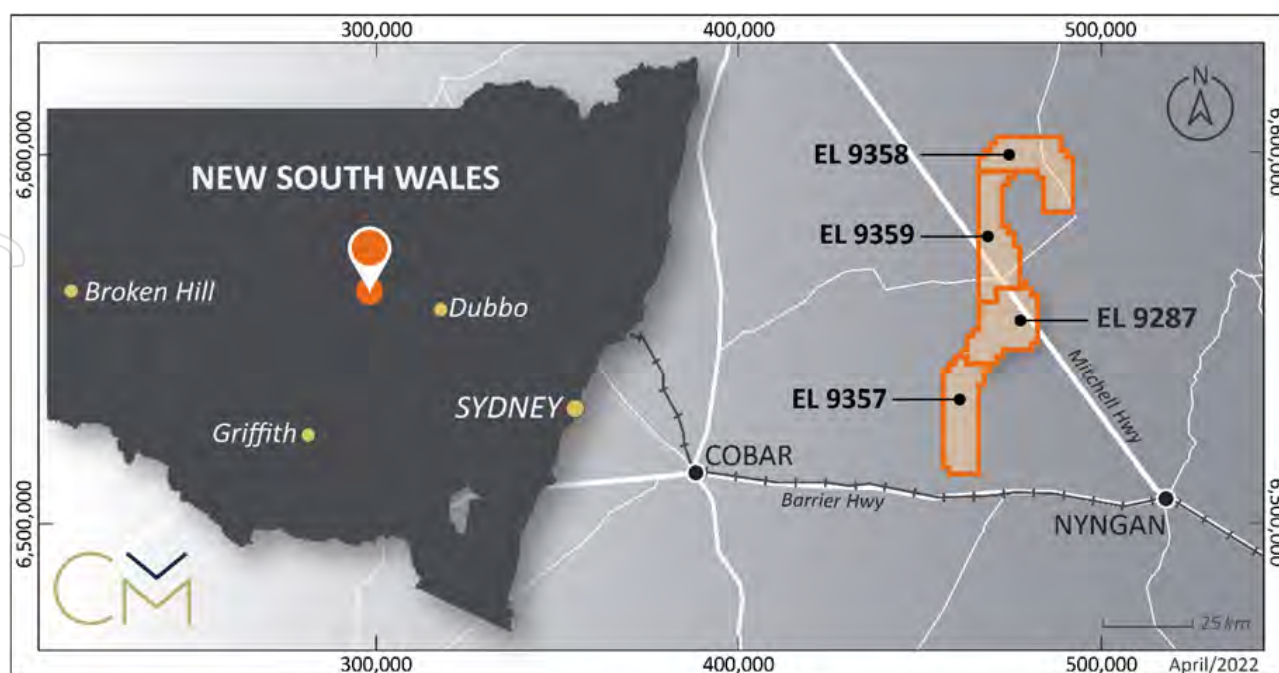 300,000
400,000
500,000
6,600,000
6,600,000
N
NEW SOUTH WALES
EL 9358
EL 9359
Broken Hill
Dubbo
EL 9287
Mitchell Hwy
EL 9357
SYDNEY
Griffith
COBAR
Barrier Hwy
NYNGAN
6,500,000
6,500,000
CM
25 km
300,000
400,000
500,000
April/2022